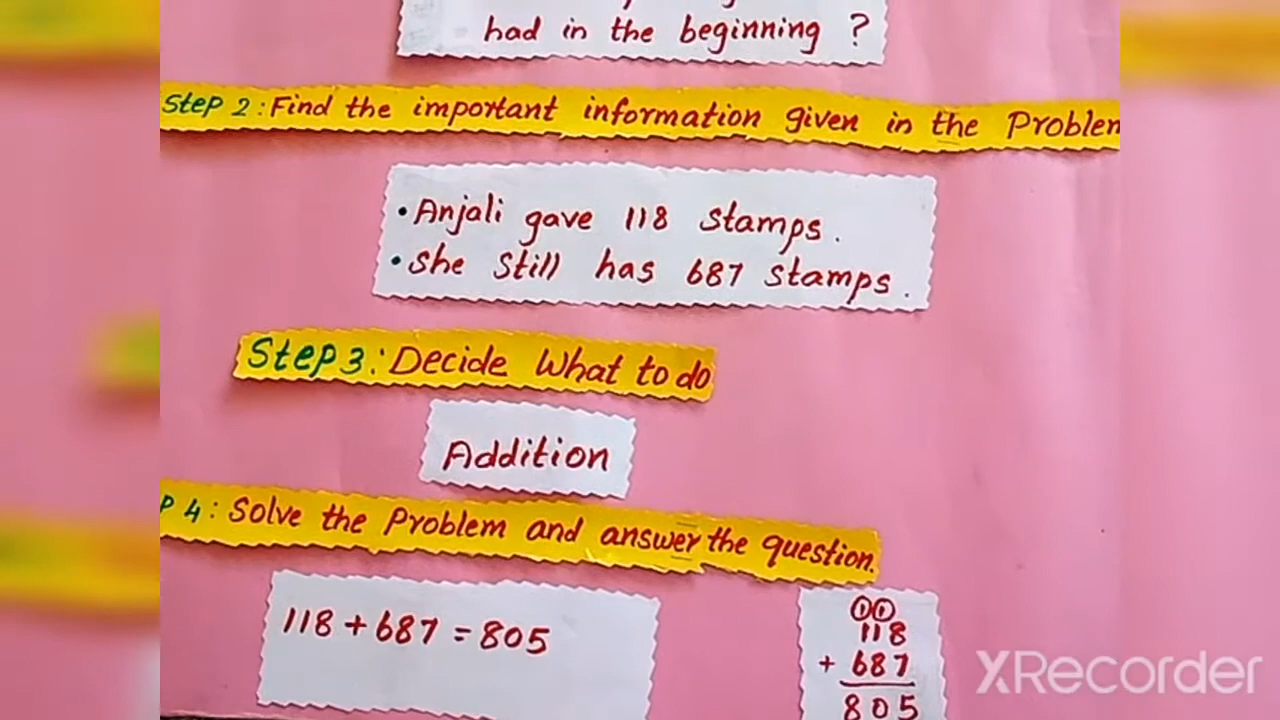 had in the beginning ?
Step 2 : Find the important information given in the Problem
• Anjali gave 118 stamps.
• she still has 687 stamps.
Step 3 : Decide What to do
Addition
P 4 : Solve the Problem and answer the question.
118 + 687 = 805
1 1
118
+ 687
805
XRecorder